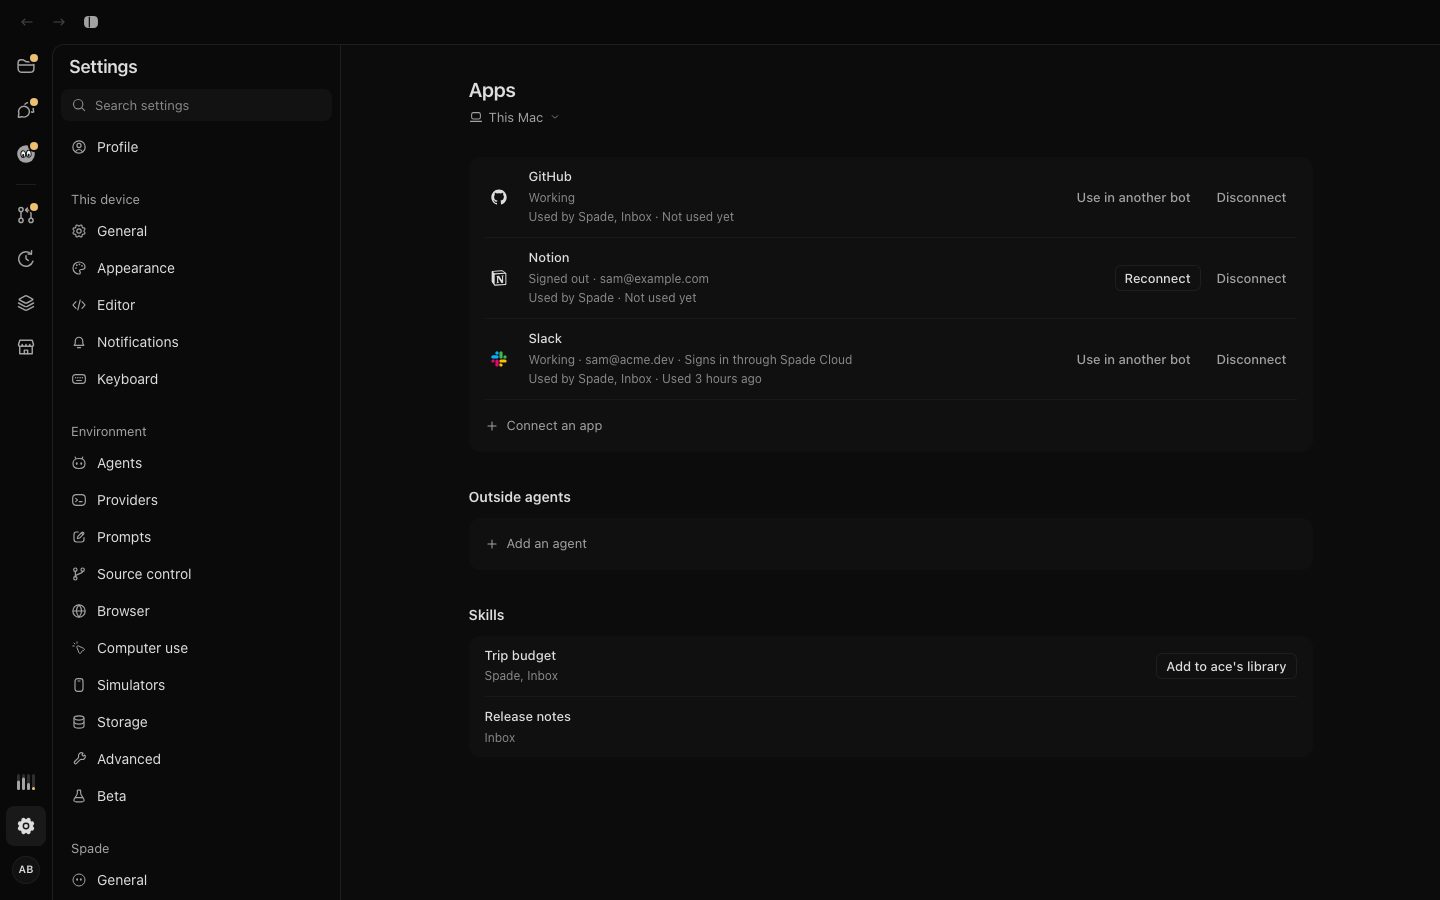 Settings
Search settings
Profile
This device
General
Appearance
Editor
Notifications
Keyboard
Environment
Agents
Providers
Prompts
Source control
Browser
Computer use
Simulators
Storage
Advanced
Beta
Spade
General
AB
Apps
This Mac
GitHub
Working
Used by Spade, Inbox · Not used yet
Use in another bot
Disconnect
Notion
Signed out · sam@example.com
Used by Spade · Not used yet
Reconnect
Disconnect
Slack
Working · sam@acme.dev · Signs in through Spade Cloud
Used by Spade, Inbox · Used 3 hours ago
Use in another bot
Disconnect
Connect an app
Outside agents
Add an agent
Skills
Trip budget
Spade, Inbox
Add to ace's library
Release notes
Inbox